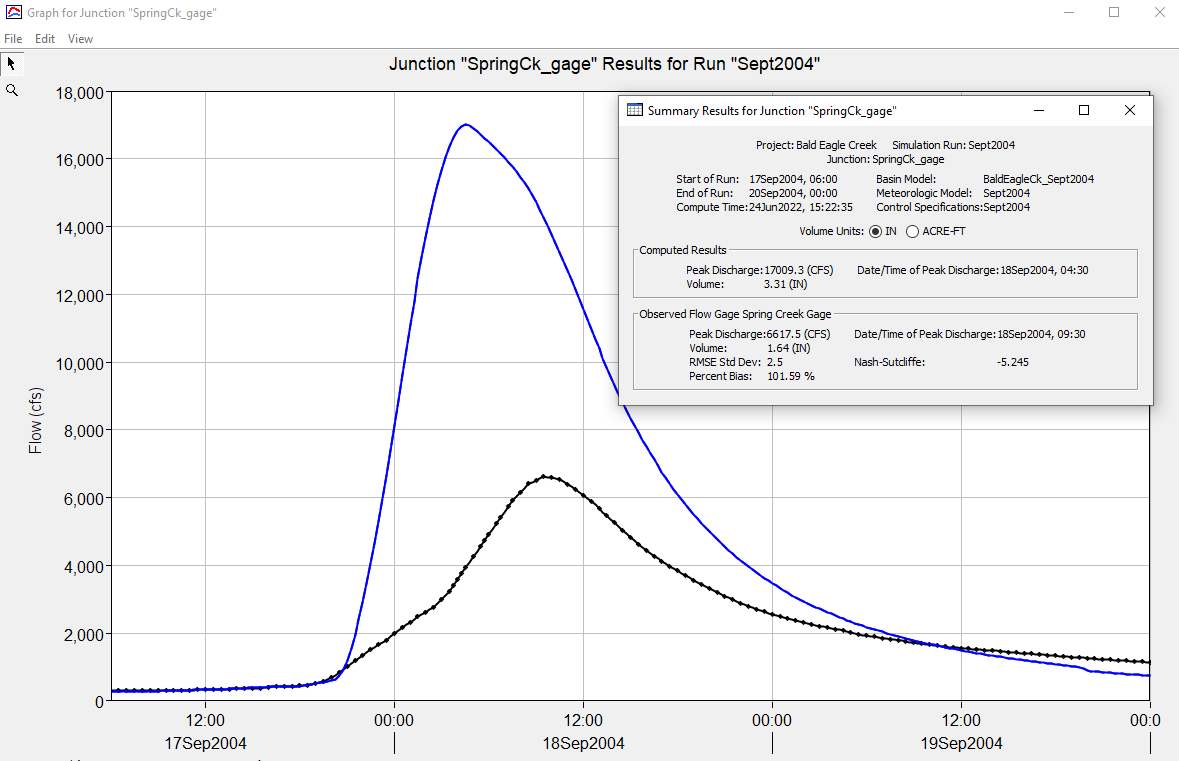 Graph for Junction "SpringCk_gage"
File Edit View
Junction "SpringCk_gage" Results for Run "Sept2004"
18,000
16,000
14,000
12,000
10,000
8,000
6,000
4,000
2,000
0
Flow (cfs)
12:00 00:00 12:00 00:00 12:00 00:0
17Sep2004 18Sep2004 19Sep2004
Summary Results for Junction "SpringCk_gage"
Project: Bald Eagle Creek Simulation Run: Sept2004
Junction: SpringCk_gage
Start of Run: 17Sep2004, 06:00 Basin Model: BaldEagleCk_Sept2004
End of Run: 20Sep2004, 00:00 Meteorologic Model: Sept2004
Compute Time:24Jun2022, 15:22:35 Control Specifications:Sept2004
Volume Units: IN ACRE-FT
Computed Results
Peak Discharge:17009.3 (CFS) Date/Time of Peak Discharge:18Sep2004, 04:30
Volume: 3.31 (IN)
Observed Flow Gage Spring Creek Gage
Peak Discharge:6617.5 (CFS) Date/Time of Peak Discharge:18Sep2004, 09:30
Volume: 1.64 (IN)
RMSE Std Dev: 2.5 Nash-Sutcliffe: -5.245
Percent Bias: 101.59 %